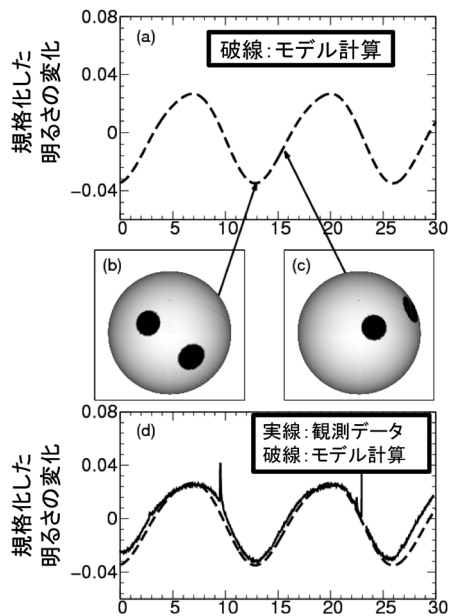 0.08
(a)
破線:モデル計算
0.04
0
-0.04
規格化した
明るさの変化
0 5 10 15 20 25 30
(b)
(c)
0.08
(d)
実線:観測データ
破線:モデル計算
0.04
0
-0.04
規格化した
明るさの変化
0 5 10 15 20 25 30